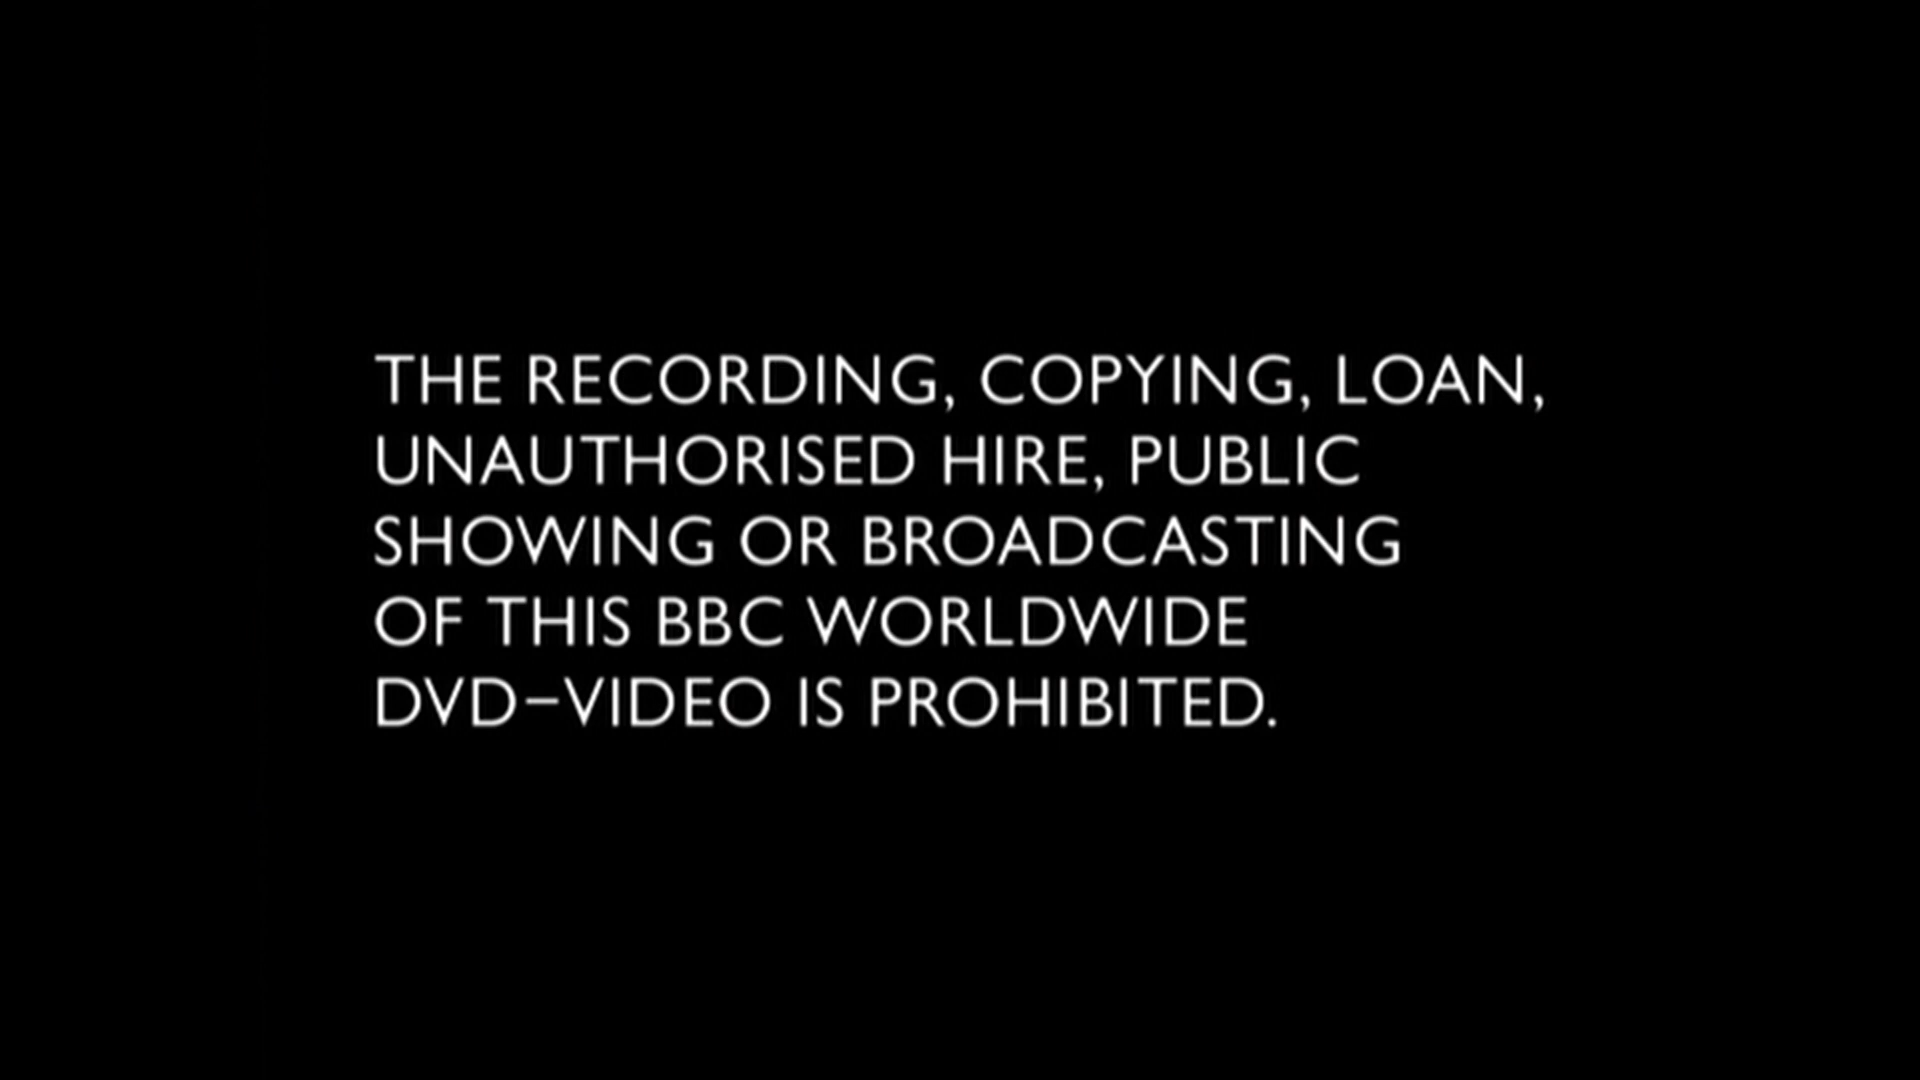 THE RECORDING, COPYING, LOAN,
UNAUTHORISED HIRE, PUBLIC
SHOWING OR BROADCASTING
OF THIS BBC WORLDWIDE
DVD–VIDEO IS PROHIBITED.